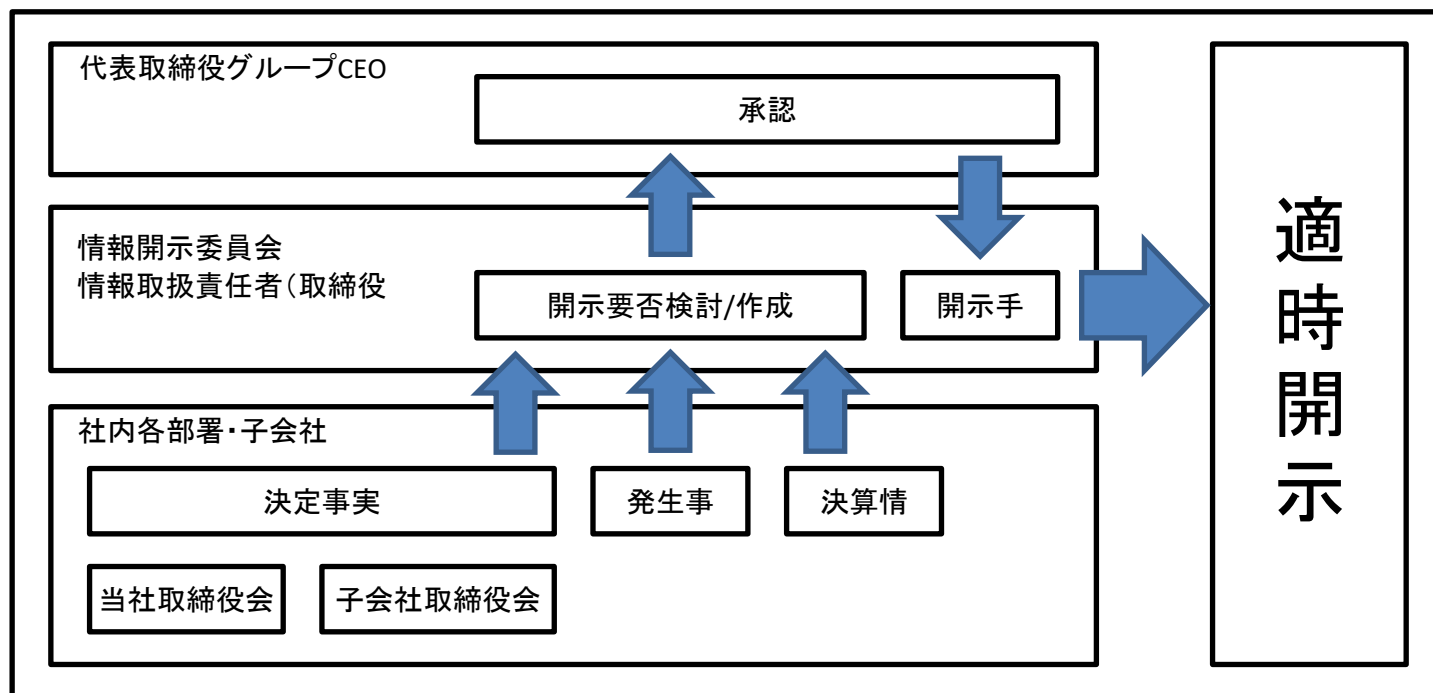 代表取締役グループCEO
承認
情報開示委員会
情報取扱責任者（取締役
開示要否検討/作成
開示手
社内各部署・子会社
決定事実
発生事
決算情
当社取締役会
子会社取締役会
適時開示